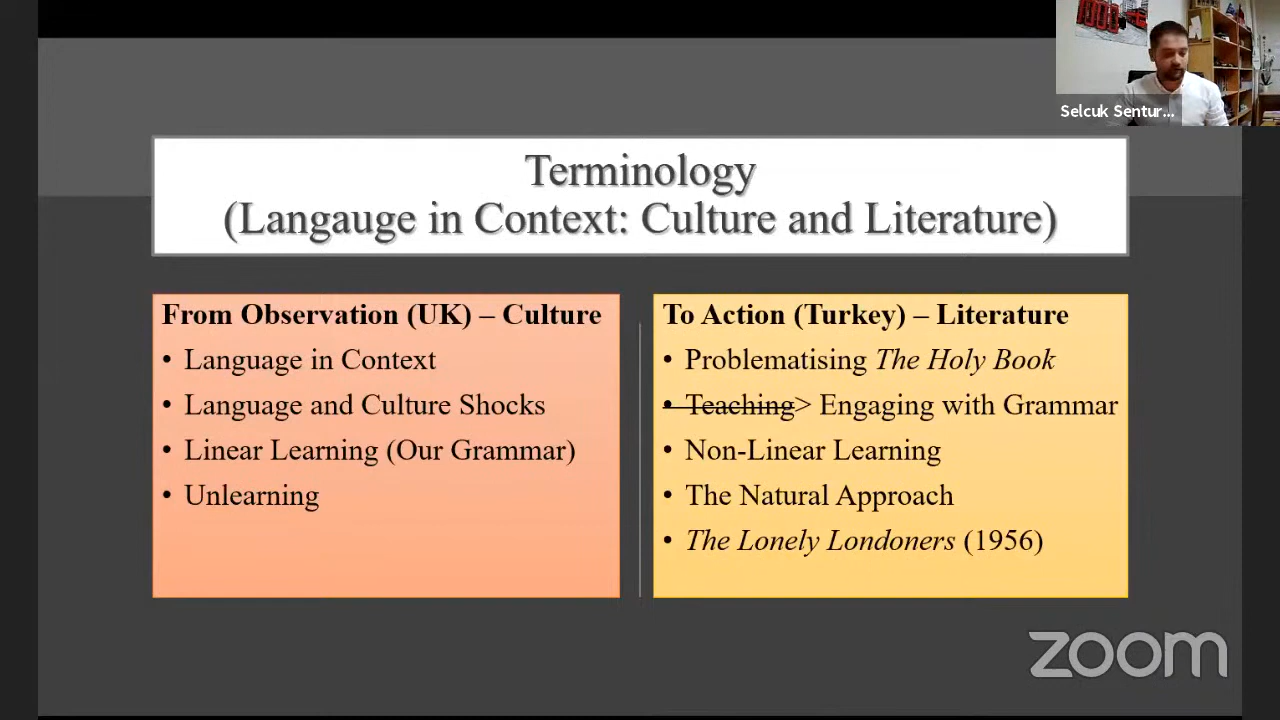 Selcuk Sentur...
Terminology
(Langauge in Context: Culture and Literature)
From Observation (UK) – Culture
• Language in Context
• Language and Culture Shocks
• Linear Learning (Our Grammar)
• Unlearning
To Action (Turkey) – Literature
• Problematising The Holy Book
• Teaching> Engaging with Grammar
• Non-Linear Learning
• The Natural Approach
• The Lonely Londoners (1956)
zoom